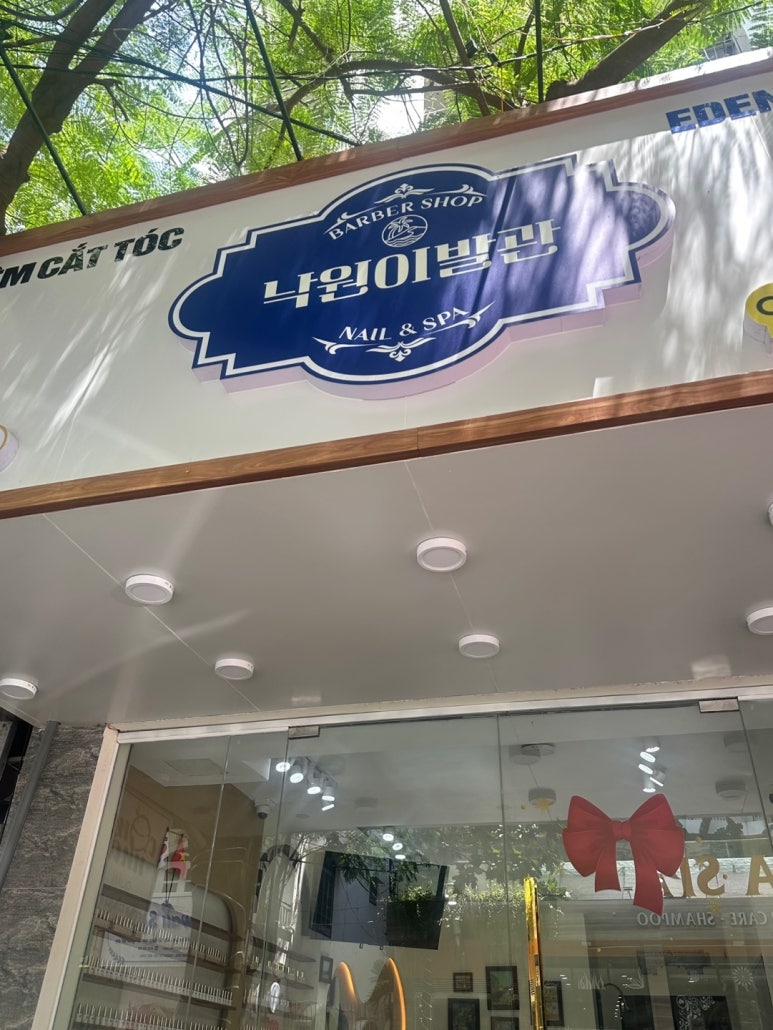 EDEN
CẮT TÓC
BARBER SHOP
낙원이발관
NAIL & SPA
CARE - SHAMPOO